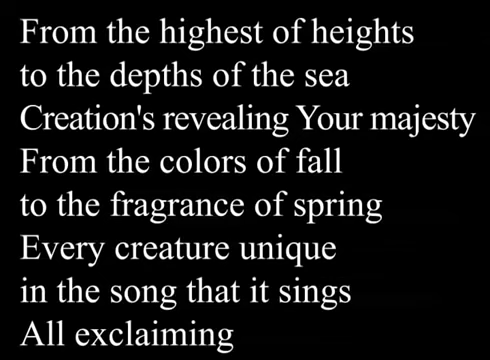 From the highest of heights
to the depths of the sea
Creation's revealing Your majesty
From the colors of fall
to the fragrance of spring
Every creature unique
in the song that it sings
All exclaiming